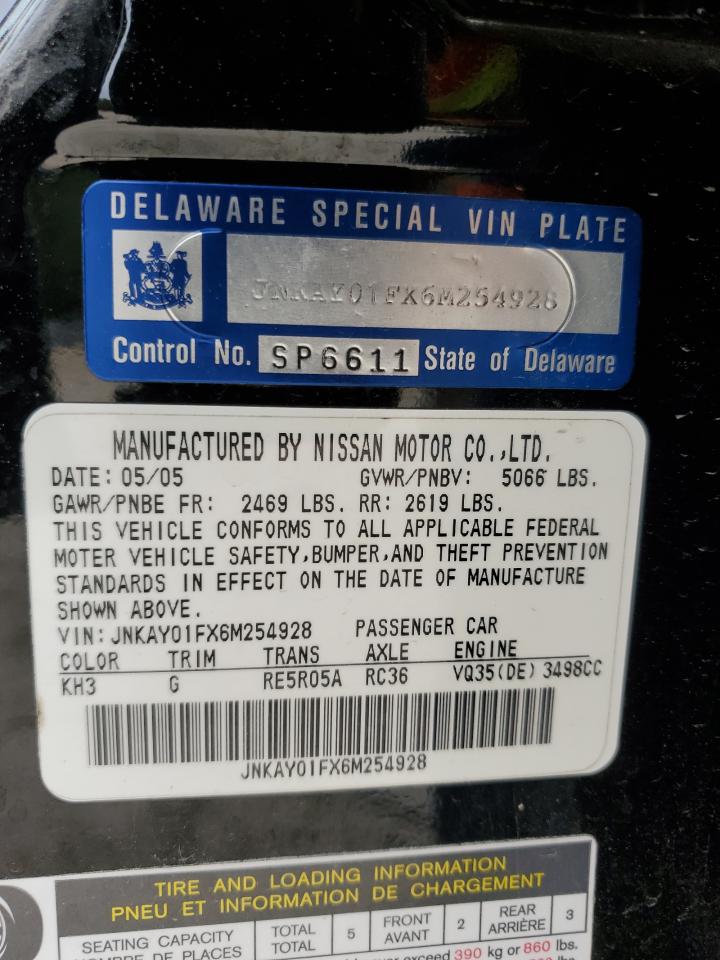 DELAWARE SPECIAL VIN PLATE
JNKAY01FX6M254928
Control No. SP6611 State of Delaware
MANUFACTURED BY NISSAN MOTOR CO.,LTD.
DATE: 05/05 GVWR/PNBV: 5066 LBS.
GAWR/PNBE FR: 2469 LBS. RR: 2619 LBS.
THIS VEHICLE CONFORMS TO ALL APPLICABLE FEDERAL
MOTER VEHICLE SAFETY,BUMPER,AND THEFT PREVENTION
STANDARDS IN EFFECT ON THE DATE OF MANUFACTURE
SHOWN ABOVE.
VIN: JNKAY01FX6M254928 PASSENGER CAR
COLOR TRIM TRANS AXLE ENGINE
KH3 G RE5R05A RC36 VQ35(DE) 3498CC
JNKAY01FX6M254928
TIRE AND LOADING INFORMATION
PNEU ET INFORMATION DE CHARGEMENT
SEATING CAPACITY TOTAL 5 FRONT 2 REAR 3
NOMBRE DE PLACES TOTAL AVANT ARRIÈRE
exceed 390 kg or 860 lbs.